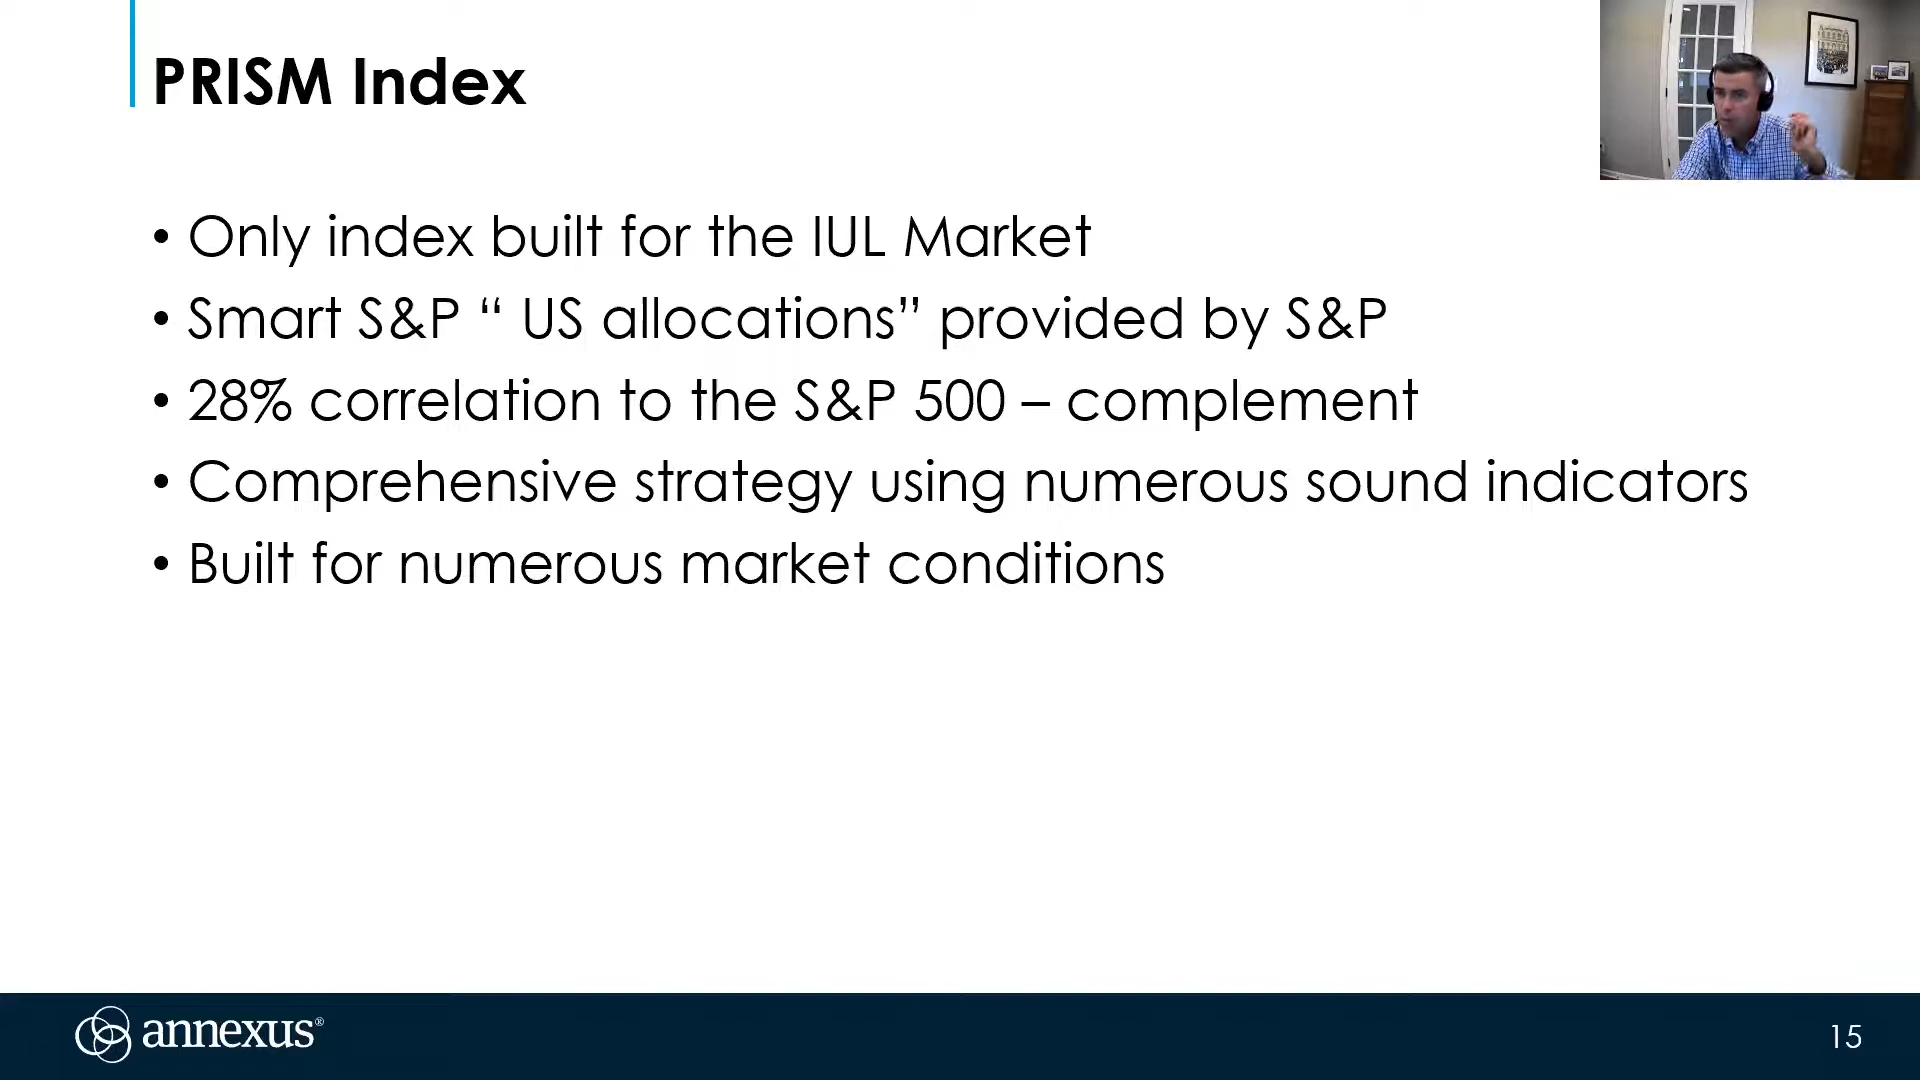 PRISM Index
• Only index built for the IUL Market
• Smart S&P “ US allocations” provided by S&P
• 28% correlation to the S&P 500 – complement
• Comprehensive strategy using numerous sound indicators
• Built for numerous market conditions
annexus®
15